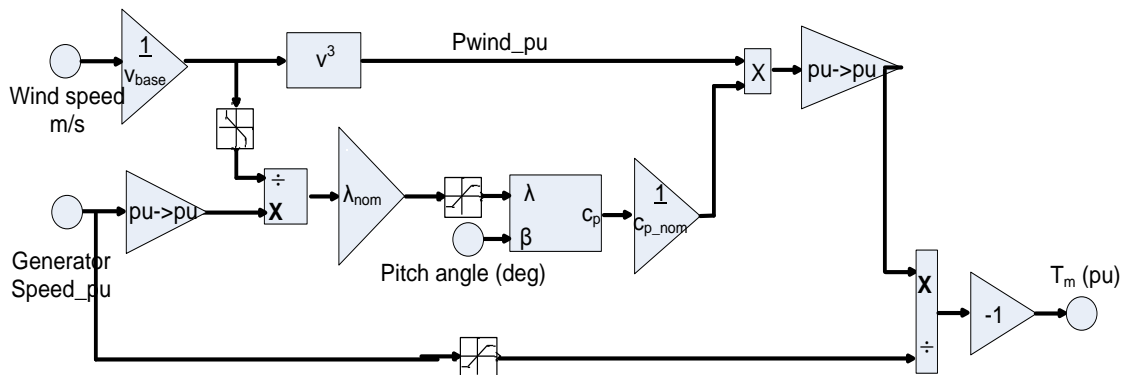 1
v_base
v³
Pwind_pu
X
pu->pu
Wind speed
m/s
÷
X
pu->pu
λ_nom
λ
β
c_p
1
c_p_nom
Generator
Speed_pu
Pitch angle (deg)
X
÷
-1
T_m (pu)